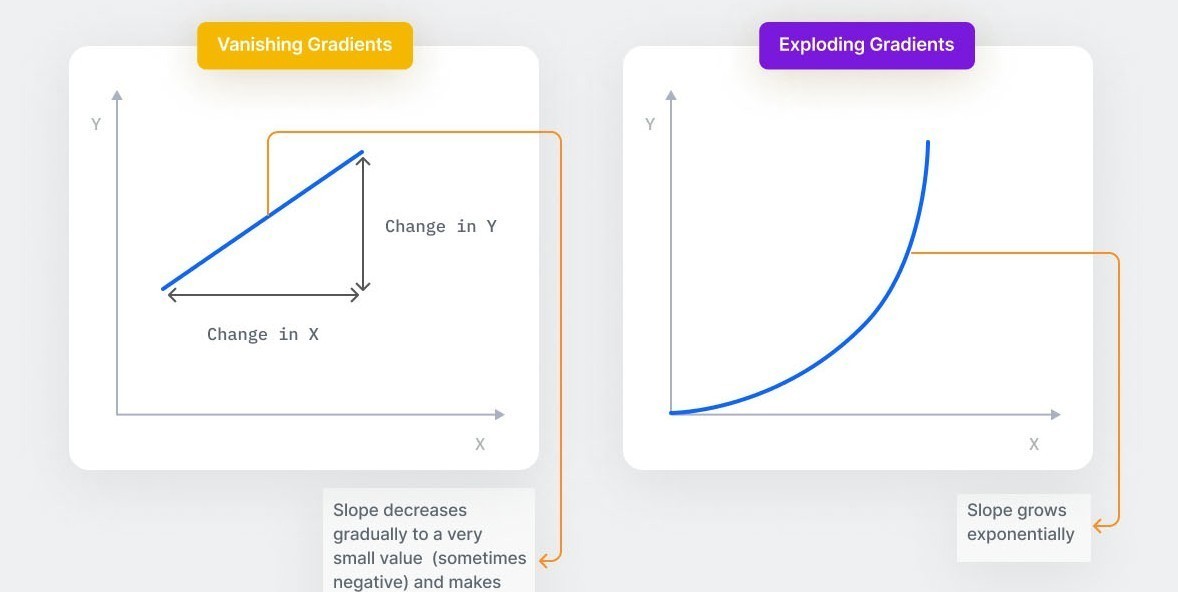 Vanishing Gradients
Y
Change in Y
Change in X
X
Slope decreases
gradually to a very
small value (sometimes
negative) and makes
Exploding Gradients
Y
X
Slope grows
exponentially